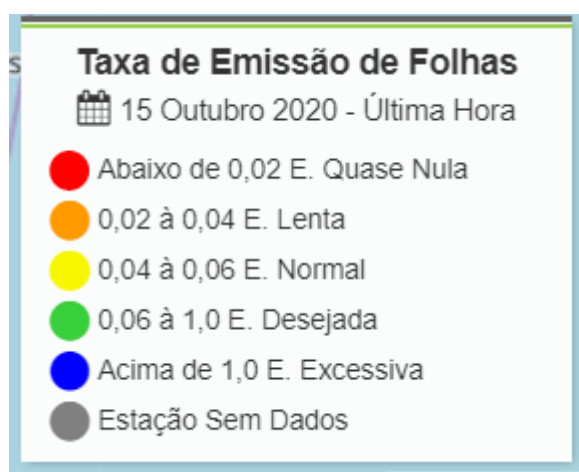 s
Taxa de Emissão de Folhas
15 Outubro 2020 - Última Hora
Abaixo de 0,02 E. Quase Nula
0,02 à 0,04 E. Lenta
0,04 à 0,06 E. Normal
0,06 à 1,0 E. Desejada
Acima de 1,0 E. Excessiva
Estação Sem Dados